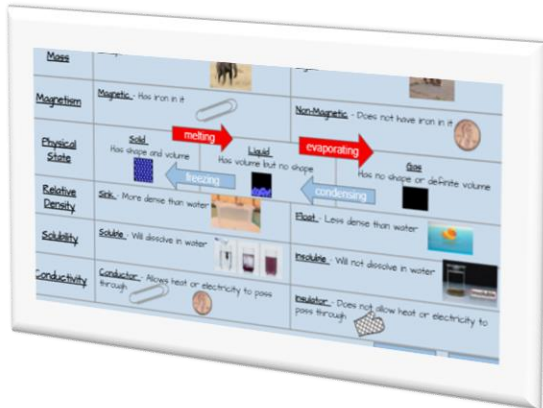 Mass
Magnetism
Magnetic - Has iron in it
Non-Magnetic - Does not have iron in it
Physical
State
Solid
Has shape and volume
melting
Liquid
Has volume but no shape
evaporating
Gas
Has no shape or definite volume
freezing
condensing
Relative
Density
Sink - More dense than water
Float - Less dense than water
Solubility
Soluble - Will dissolve in water
Insoluble - Will not dissolve in water
Conductivity
Conductor - Allows heat or electricity to pass
through
Insulator - Does not allow heat or electricity to
pass through